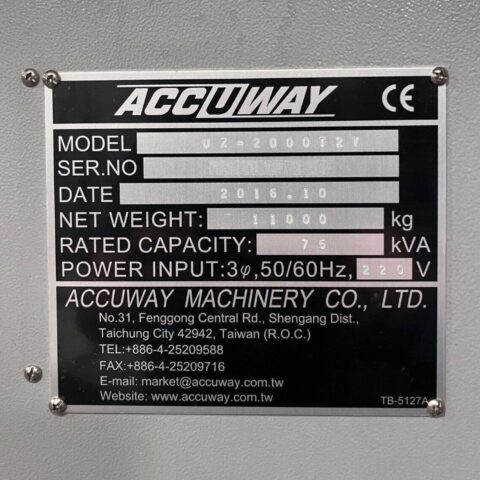 ACCUWAY CE
MODEL UZ-2000T2Y
SER.NO
DATE 2016.10
NET WEIGHT: 11000 kg
RATED CAPACITY: 75 kVA
POWER INPUT:3φ,50/60Hz, 220 V
ACCUWAY MACHINERY CO., LTD.
No.31, Fenggong Central Rd., Shengang Dist.,
Taichung City 42942, Taiwan (R.O.C.)
TEL:+886-4-25209588
FAX:+886-4-25209716
E-mail: market@accuway.com.tw
Website: www.accuway.com.tw TB-5127A